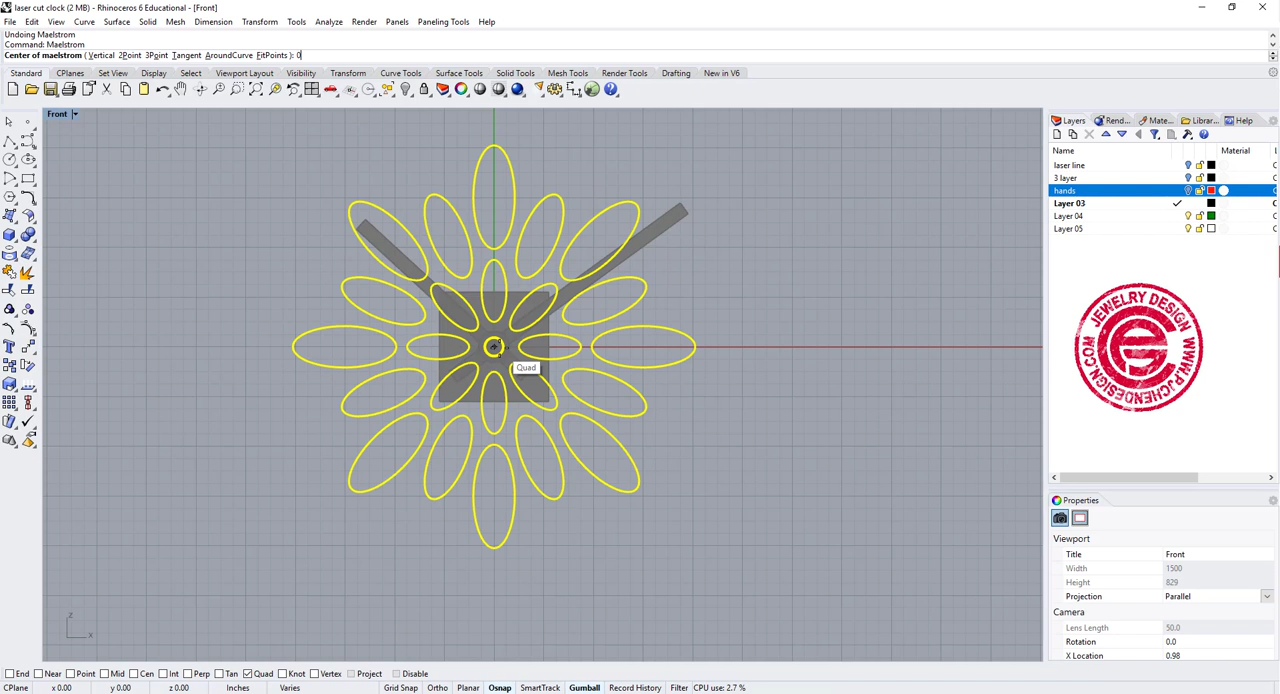 laser cut clock (2 MB) - Rhinoceros 6 Educational - [Front]
File Edit View Curve Surface Solid Mesh Dimension Transform Tools Analyze Render Panels Paneling Tools Help
Undoing Maelstrom
Command: Maelstrom
Center of maelstrom ( Vertical 2Point 3Point Tangent AroundCurve FitPoints ): 0
Standard CPlanes Set View Display Select Viewport Layout Visibility Transform Curve Tools Surface Tools Solid Tools Mesh Tools Render Tools Drafting New in V6
Front
Quad
z
x
Layers Rend... Mate... Librar... Help
Name Material L
laser line C
3 layer C
hands C
Layer 03 C
Layer 04 C
Layer 05 C
JEWELRY DESIGN
WWW.PJCHENDESIGN.COM
Properties
Viewport
Title Front
Width 1500
Height 829
Projection Parallel
Camera
Lens Length 50.0
Rotation 0.0
X Location 0.98
End Near Point Mid Cen Int Perp Tan Quad Knot Vertex Project Disable
CPlane x 0.00 y 0.00 z 0.00 Inches Varies Grid Snap Ortho Planar Osnap SmartTrack Gumball Record History Filter CPU use: 2.7 %